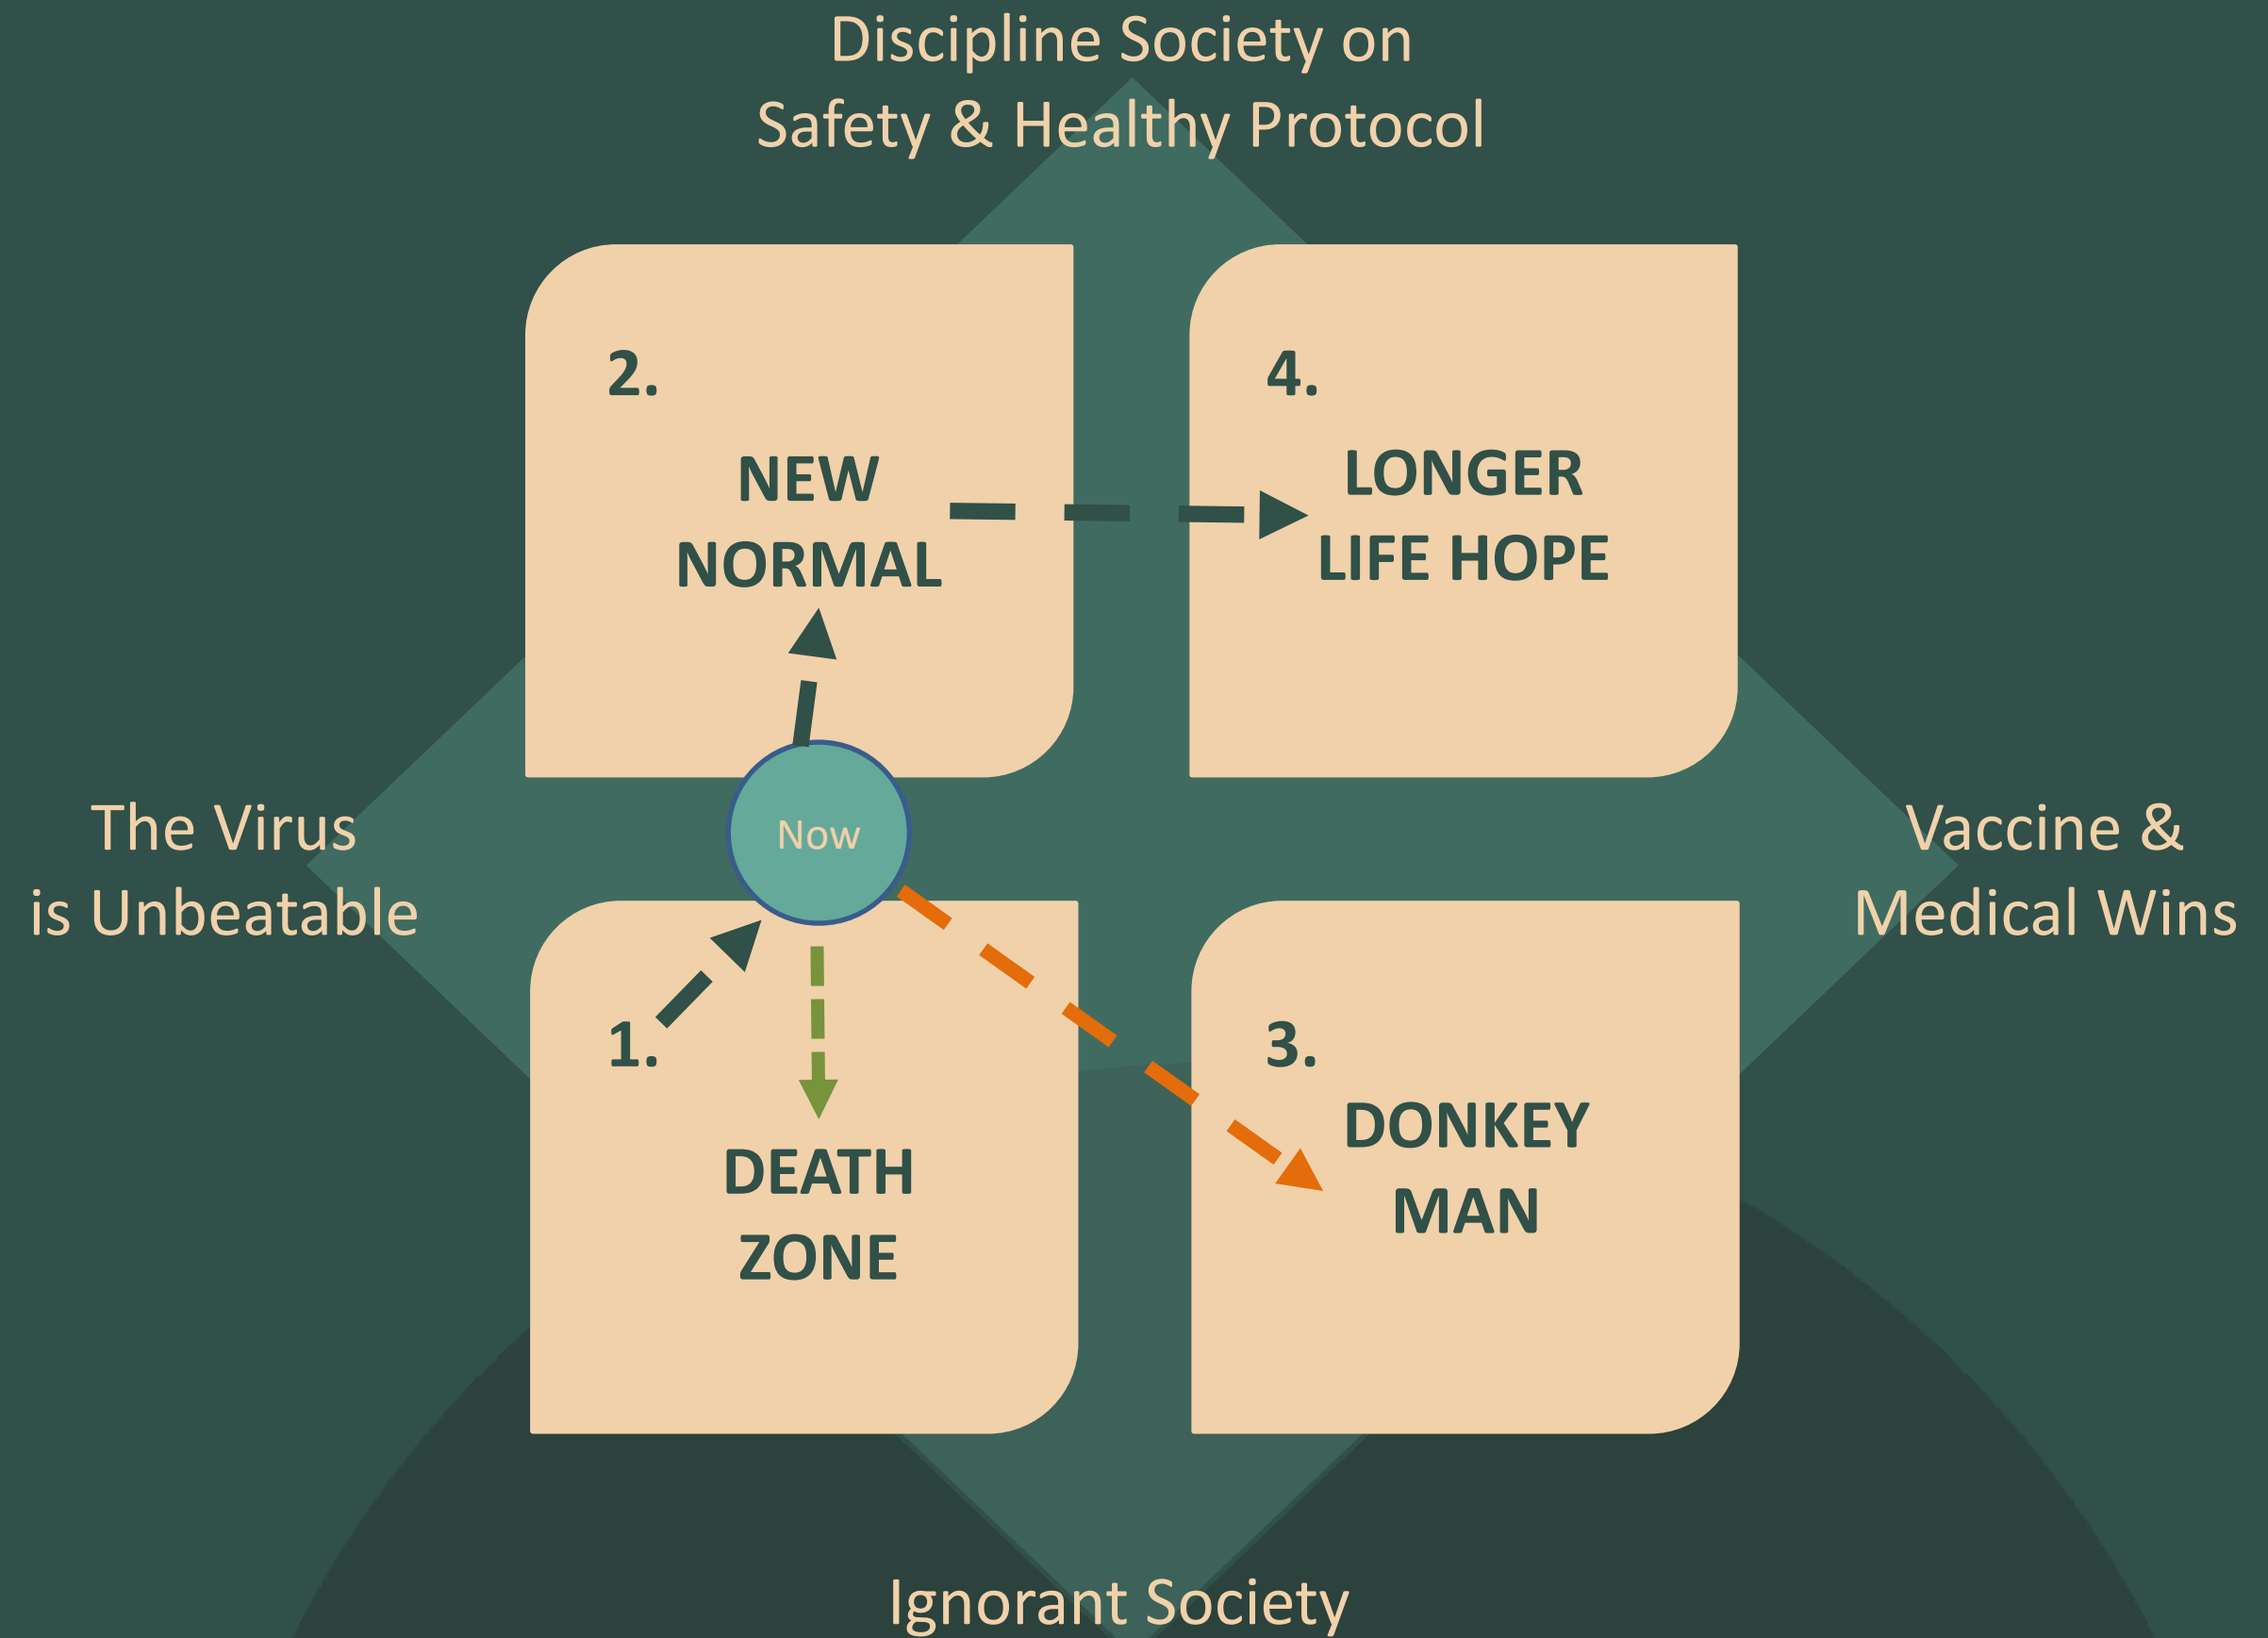 Discipline Society on
Safety & Healthy Protocol
2.
NEW
NORMAL
4.
LONGER
LIFE HOPE
The Virus
is Unbeatable
Now
Vaccine &
Medical Wins
1.
DEATH
ZONE
3.
DONKEY
MAN
Ignorant Society